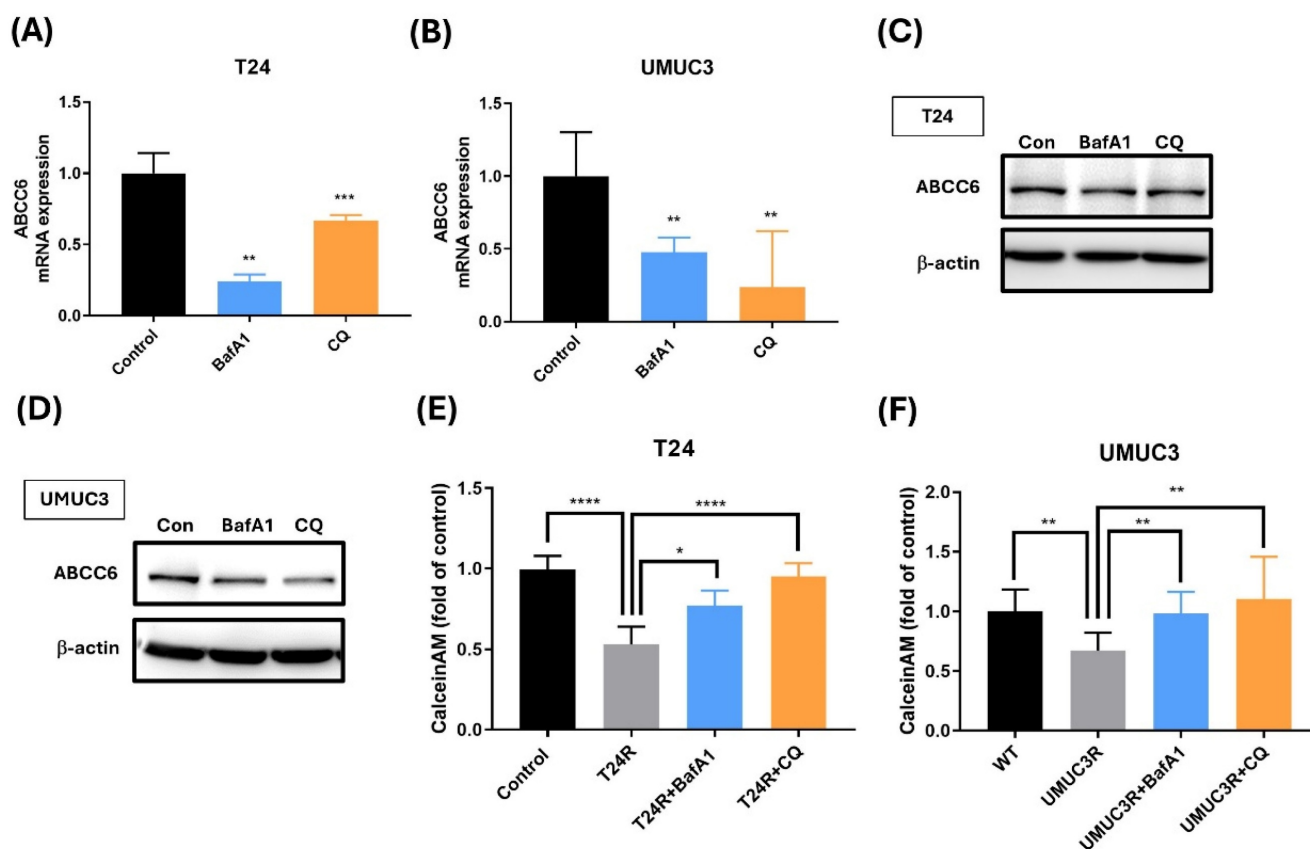 (A)
T24
ABCC6
mRNA expression
1.5
1.0
0.5
0.0
**
***
Control
BafA1
CQ
(B)
UMUC3
ABCC6
mRNA expression
1.5
1.0
0.5
0.0
**
**
Control
BafA1
CQ
(C)
T24
Con BafA1 CQ
ABCC6
β-actin
(D)
UMUC3
Con BafA1 CQ
ABCC6
β-actin
(E)
T24
CalceinAM (fold of control)
1.5
1.0
0.5
0.0
****
****
*
Control
T24R
T24R+BafA1
T24R+CQ
(F)
UMUC3
CalceinAM (fold of control)
2.0
1.5
1.0
0.5
0.0
**
**
**
WT
UMUC3R
UMUC3R+BafA1
UMUC3R+CQ